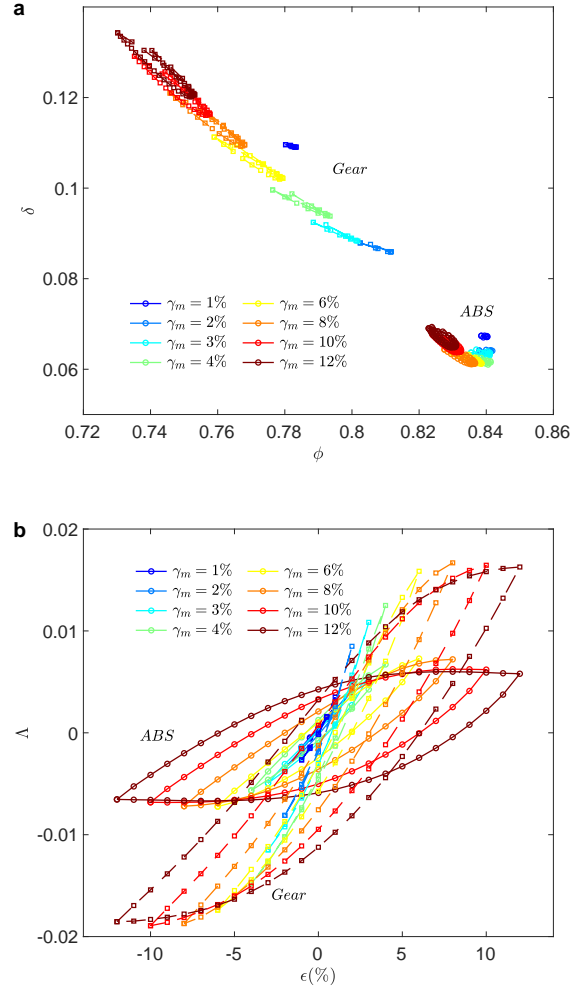 a
0.12
0.1
0.08
0.06
δ
Gear
ABS
γm = 1%
γm = 2%
γm = 3%
γm = 4%
γm = 6%
γm = 8%
γm = 10%
γm = 12%
0.72 0.74 0.76 0.78 0.8 0.82 0.84 0.86
ϕ
b
0.02
0.01
0
-0.01
-0.02
Λ
γm = 1%
γm = 2%
γm = 3%
γm = 4%
γm = 6%
γm = 8%
γm = 10%
γm = 12%
ABS
Gear
-10 -5 0 5 10
ϵ(%)